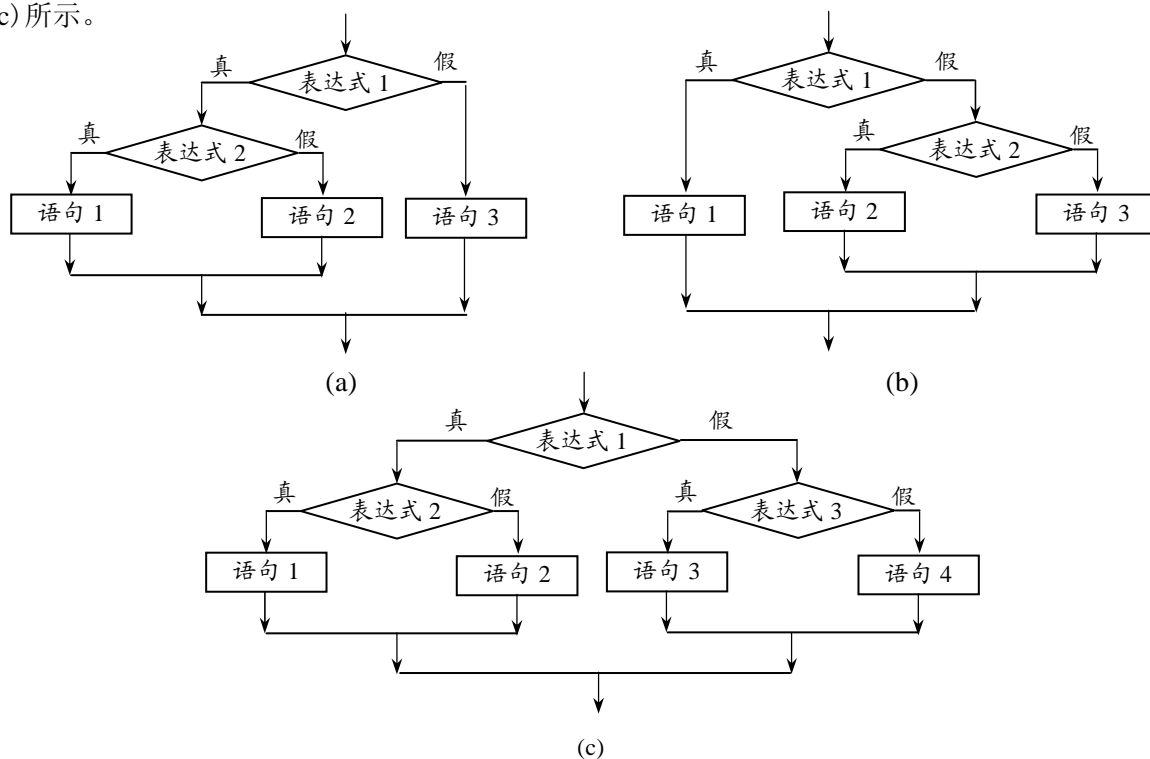 c)所示。
真
表达式 1
假
真
表达式 2
假
语句 1
语句 2
语句 3
(a)
真
表达式 1
假
真
表达式 2
假
语句 1
语句 2
语句 3
(b)
真
表达式 1
假
真
表达式 2
假
真
表达式 3
假
语句 1
语句 2
语句 3
语句 4
(c)